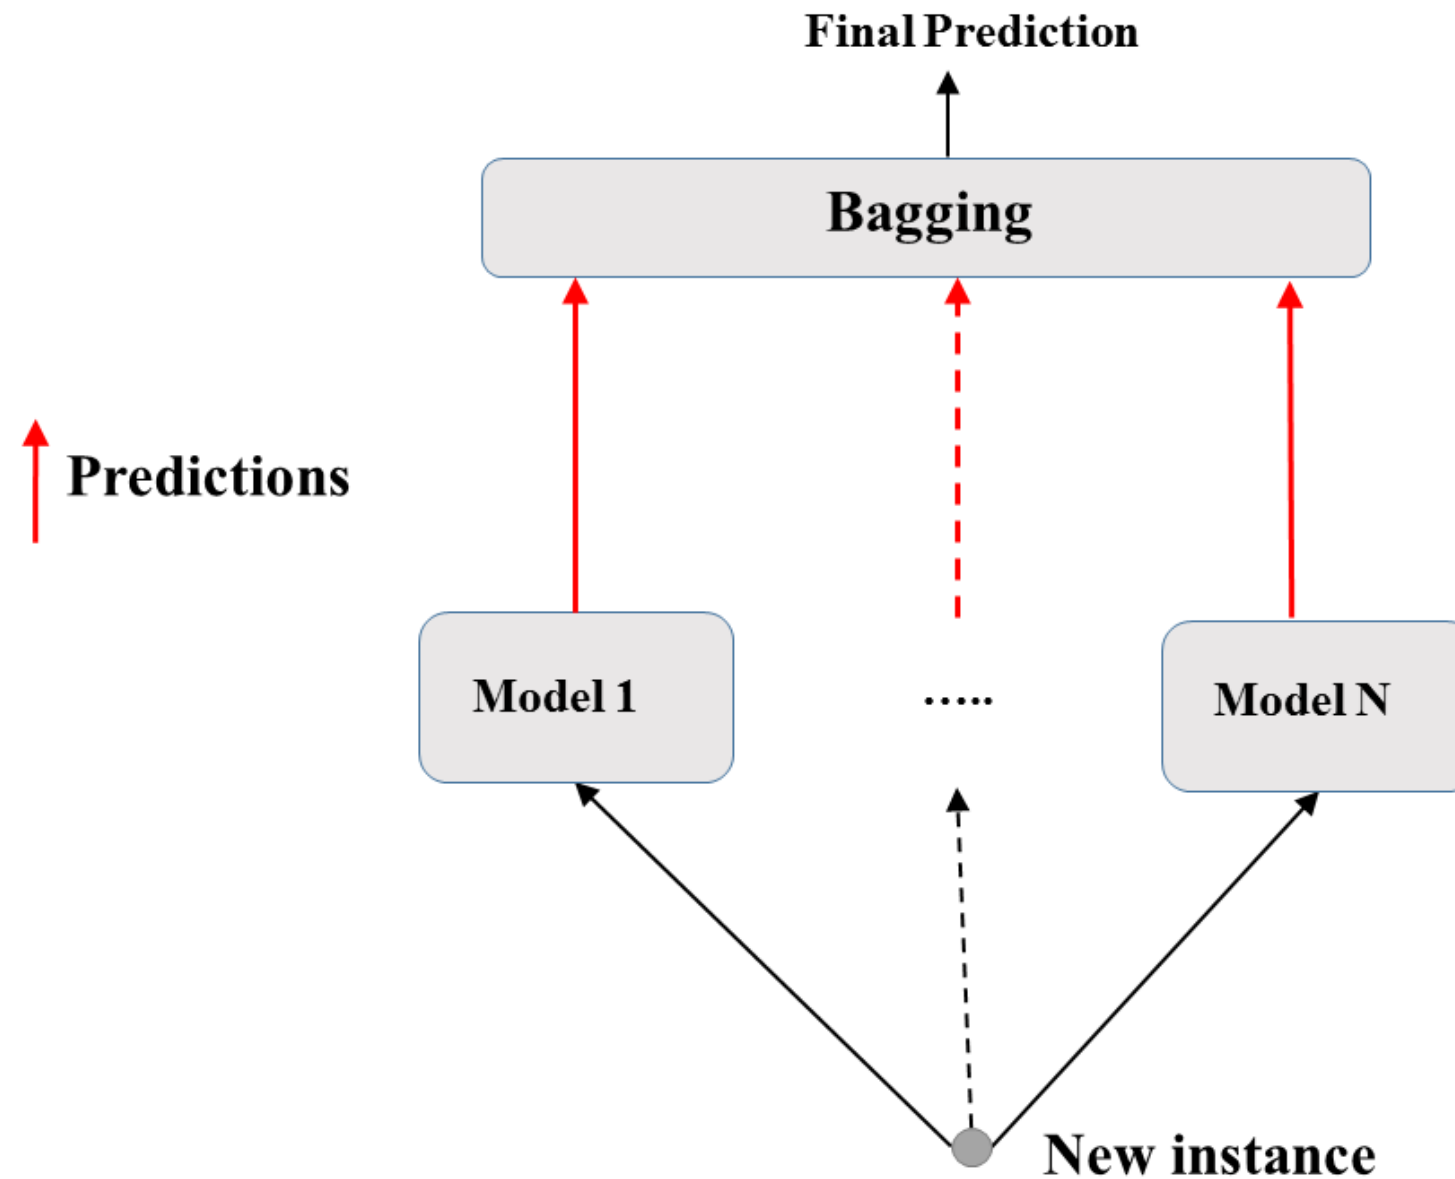 Final Prediction
Bagging
Predictions
Model 1
.....
Model N
New instance